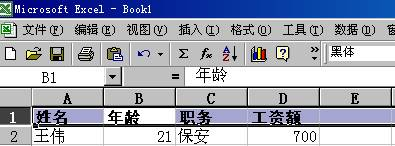 Microsoft Excel - Book1
文件(F) 编辑(E) 视图(V) 插入(I) 格式(O) 工具(T) 数据(D)
Σ fx » 黑体
B1 = 年龄
A B C D E
1 姓名 年龄 职务 工资额
2 王伟 21 保安 700